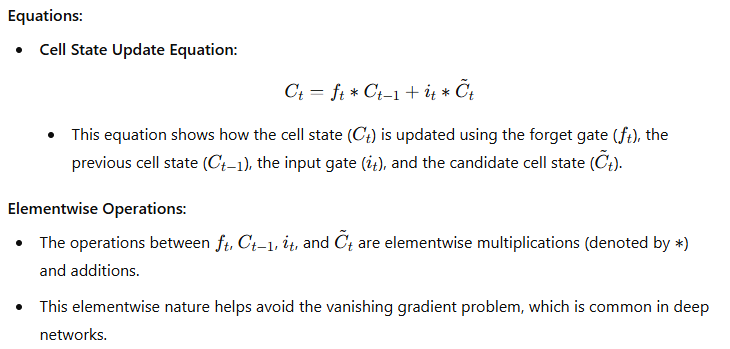 Equations:
• Cell State Update Equation:
C_t = f_t * C_{t−1} + i_t * C̃_t
• This equation shows how the cell state (C_t) is updated using the forget gate (f_t), the
previous cell state (C_{t−1}), the input gate (i_t), and the candidate cell state (C̃_t).
Elementwise Operations:
• The operations between f_t, C_{t−1}, i_t, and C̃_t are elementwise multiplications (denoted by *)
and additions.
• This elementwise nature helps avoid the vanishing gradient problem, which is common in deep
networks.